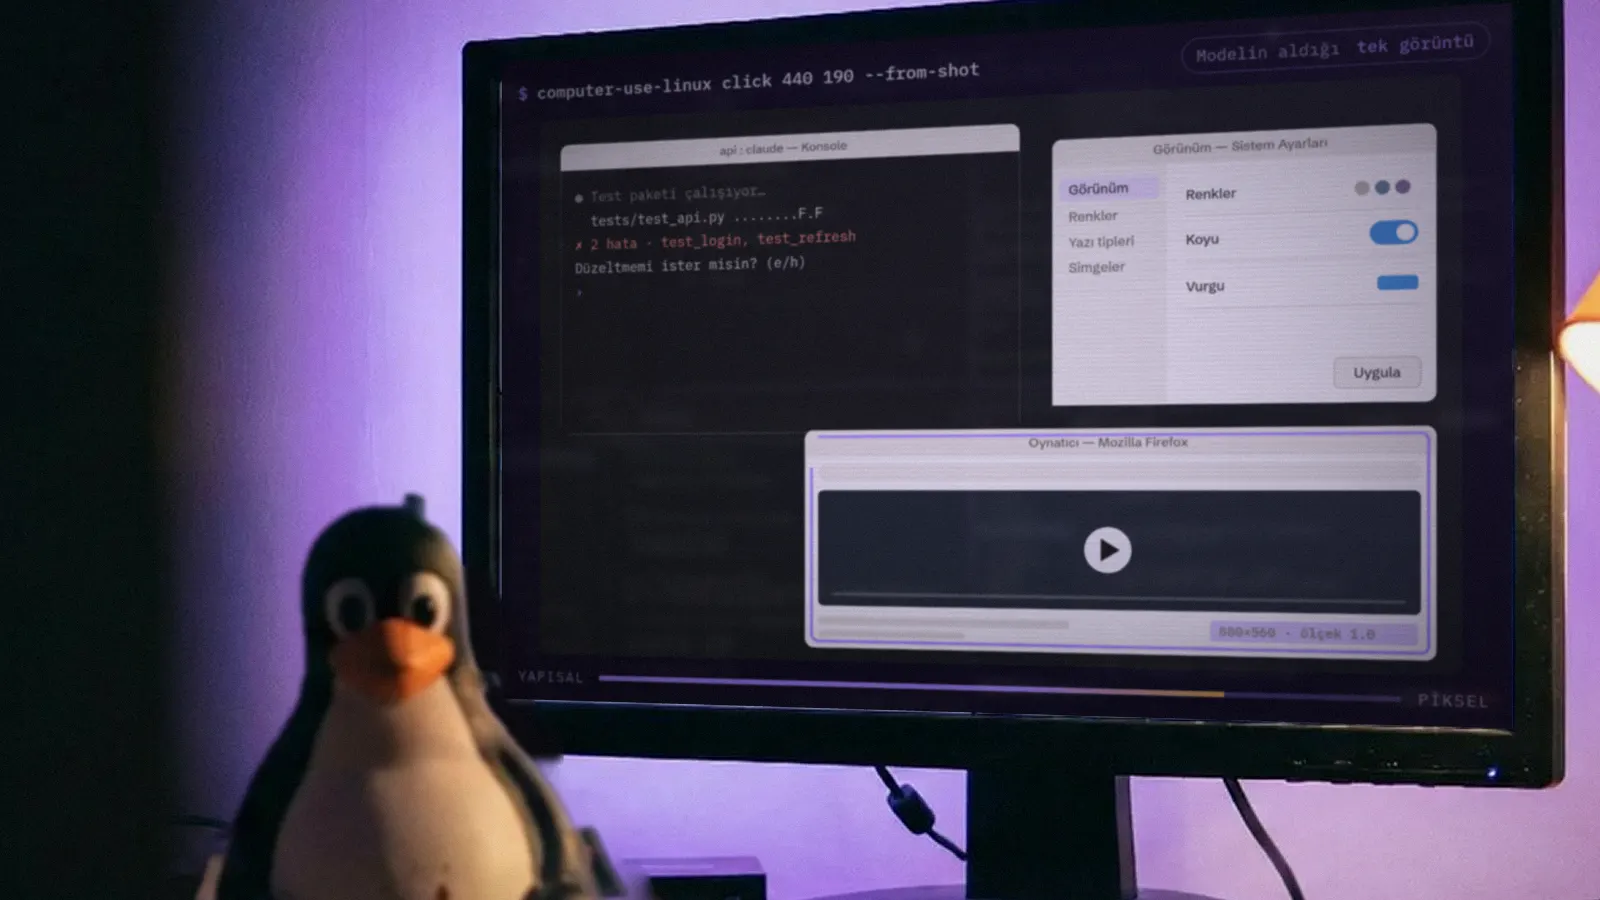 $ computer-use-linux click 440 190 --from-shot
Modelin aldığı tek görüntü
api : claude — Konsole
● Test paketi çalışıyor…
tests/test_api.py ........F.F
✗ 2 hata · test_login, test_refresh
Düzeltmemi ister misin? (e/h)
›
Görünüm — Sistem Ayarları
Görünüm
Renkler
Yazı tipleri
Simgeler
Renkler
Koyu
Vurgu
Uygula
Oynatıcı — Mozilla Firefox
880×560 · ölçek 1.0
YAPISAL
PİKSEL